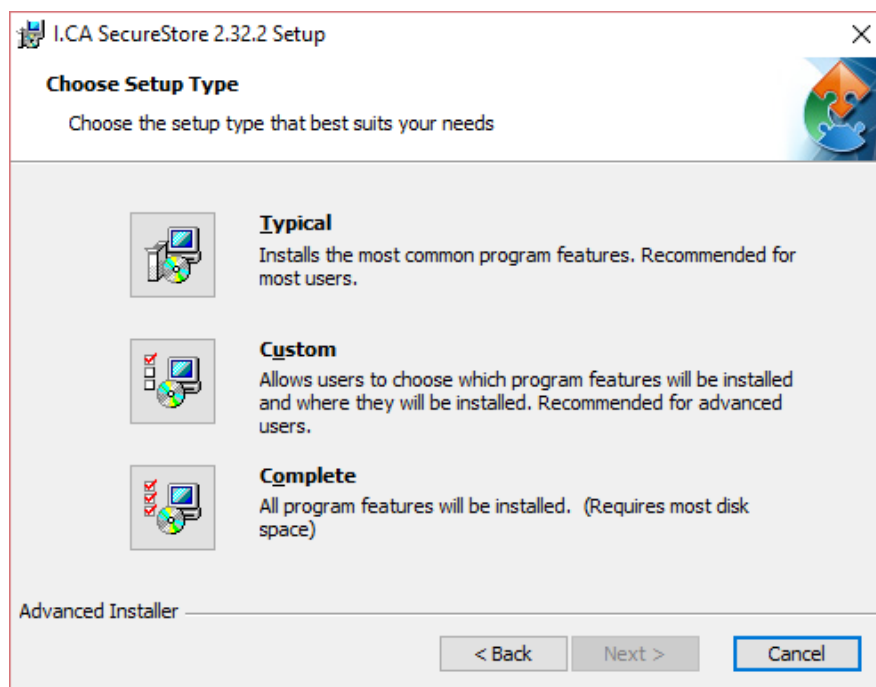 I.CA SecureStore 2.32.2 Setup
Choose Setup Type
Choose the setup type that best suits your needs
Typical
Installs the most common program features. Recommended for
most users.
Custom
Allows users to choose which program features will be installed
and where they will be installed. Recommended for advanced
users.
Complete
All program features will be installed.  (Requires most disk
space)
Advanced Installer
< Back
Next >
Cancel